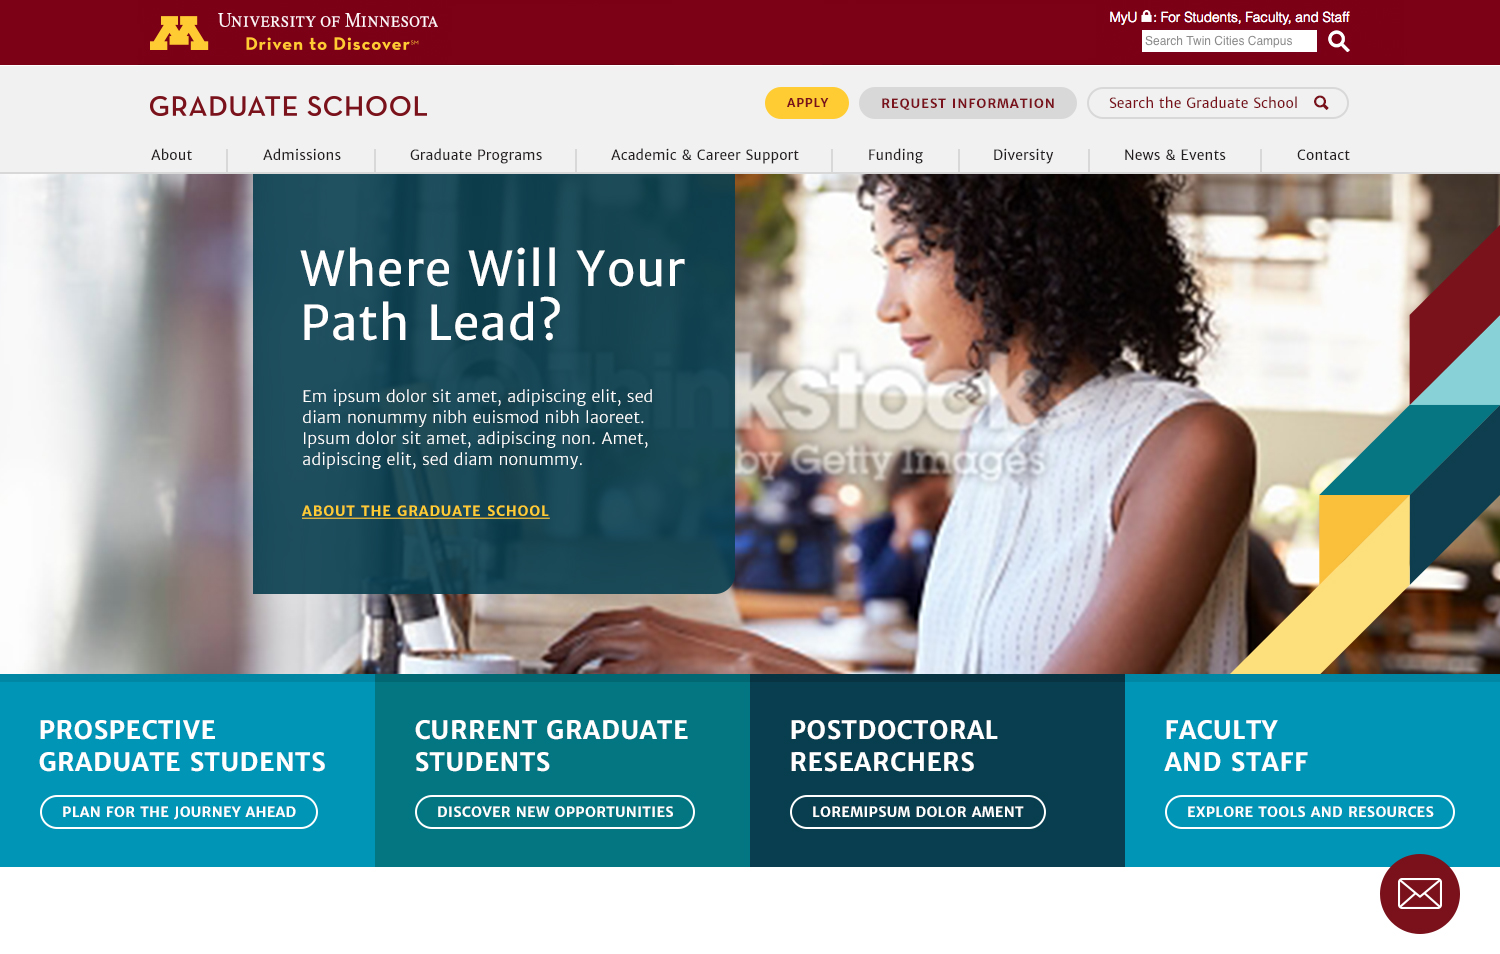 University of Minnesota
Driven to Discover℠
MyU : For Students, Faculty, and Staff
Search Twin Cities Campus
GRADUATE SCHOOL
APPLY
REQUEST INFORMATION
Search the Graduate School
About
Admissions
Graduate Programs
Academic & Career Support
Funding
Diversity
News & Events
Contact
Where Will Your
Path Lead?
Em ipsum dolor sit amet, adipiscing elit, sed
diam nonummy nibh euismod nibh laoreet.
Ipsum dolor sit amet, adipiscing non. Amet,
adipiscing elit, sed diam nonummy.
ABOUT THE GRADUATE SCHOOL
Thinkstock
by Getty Images
PROSPECTIVE
GRADUATE STUDENTS
PLAN FOR THE JOURNEY AHEAD
CURRENT GRADUATE
STUDENTS
DISCOVER NEW OPPORTUNITIES
POSTDOCTORAL
RESEARCHERS
LOREMIPSUM DOLOR AMENT
FACULTY
AND STAFF
EXPLORE TOOLS AND RESOURCES